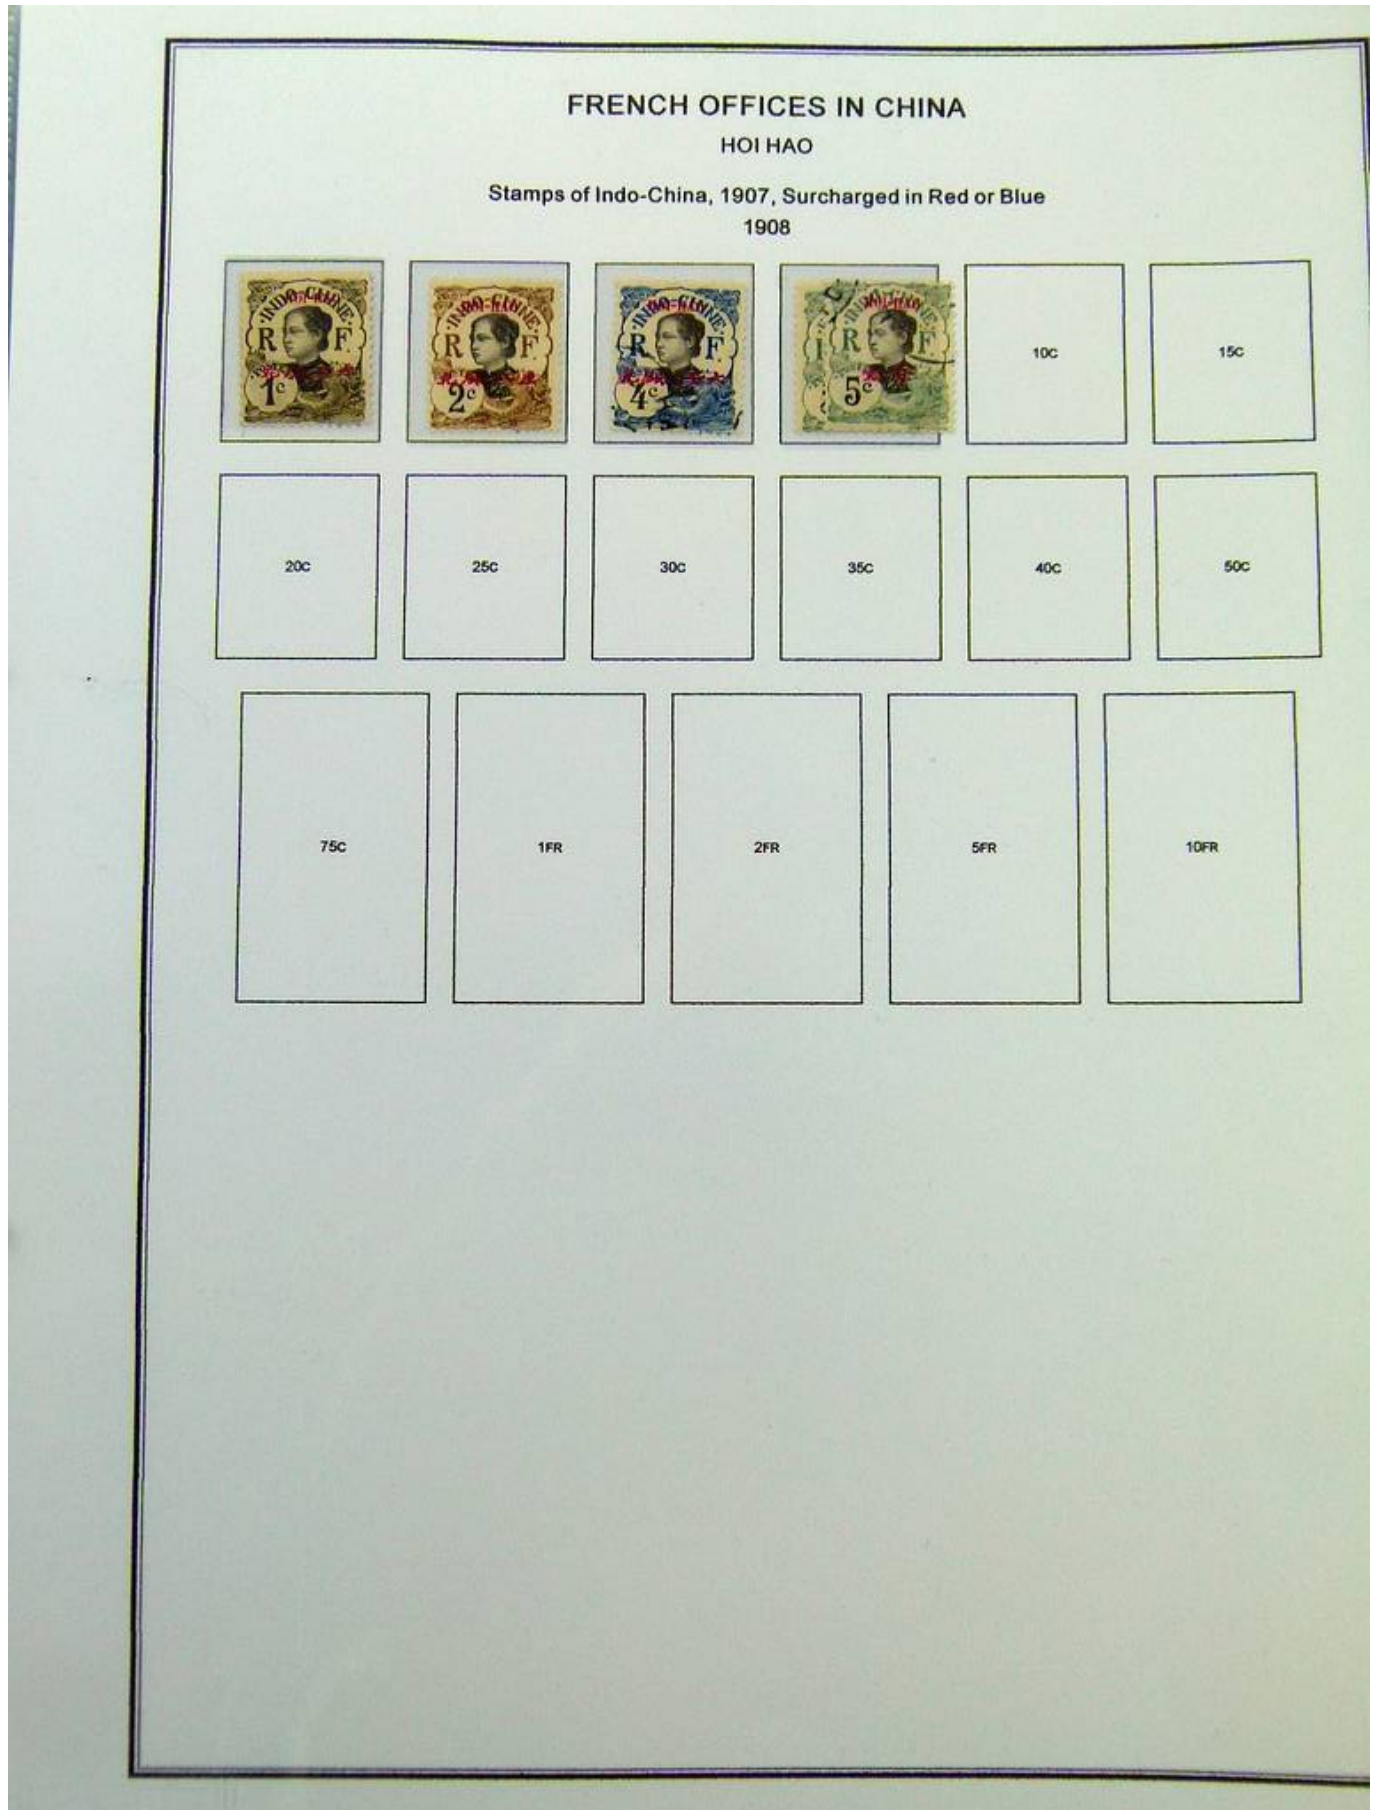 FRENCH OFFICES IN CHINA
HOI HAO
Stamps of Indo-China, 1907, Surcharged in Red or Blue
1908
INDO-CHINE INDO-CHINE INDO-CHINE INDO-CHINE
R F R F R F R F
1c 2c 4c 5c 10C 15C
20C 25C 30C 35C 40C 50C
75C 1FR 2FR 5FR 10FR